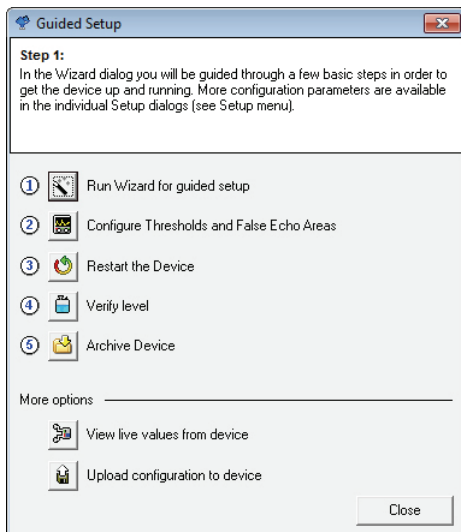 Guided Setup
Step 1:
In the Wizard dialog you will be guided through a few basic steps in order to
get the device up and running. More configuration parameters are available
in the individual Setup dialogs (see Setup menu).
1 Run Wizard for guided setup
2 Configure Thresholds and False Echo Areas
3 Restart the Device
4 Verify level
5 Archive Device
More options
View live values from device
Upload configuration to device
Close